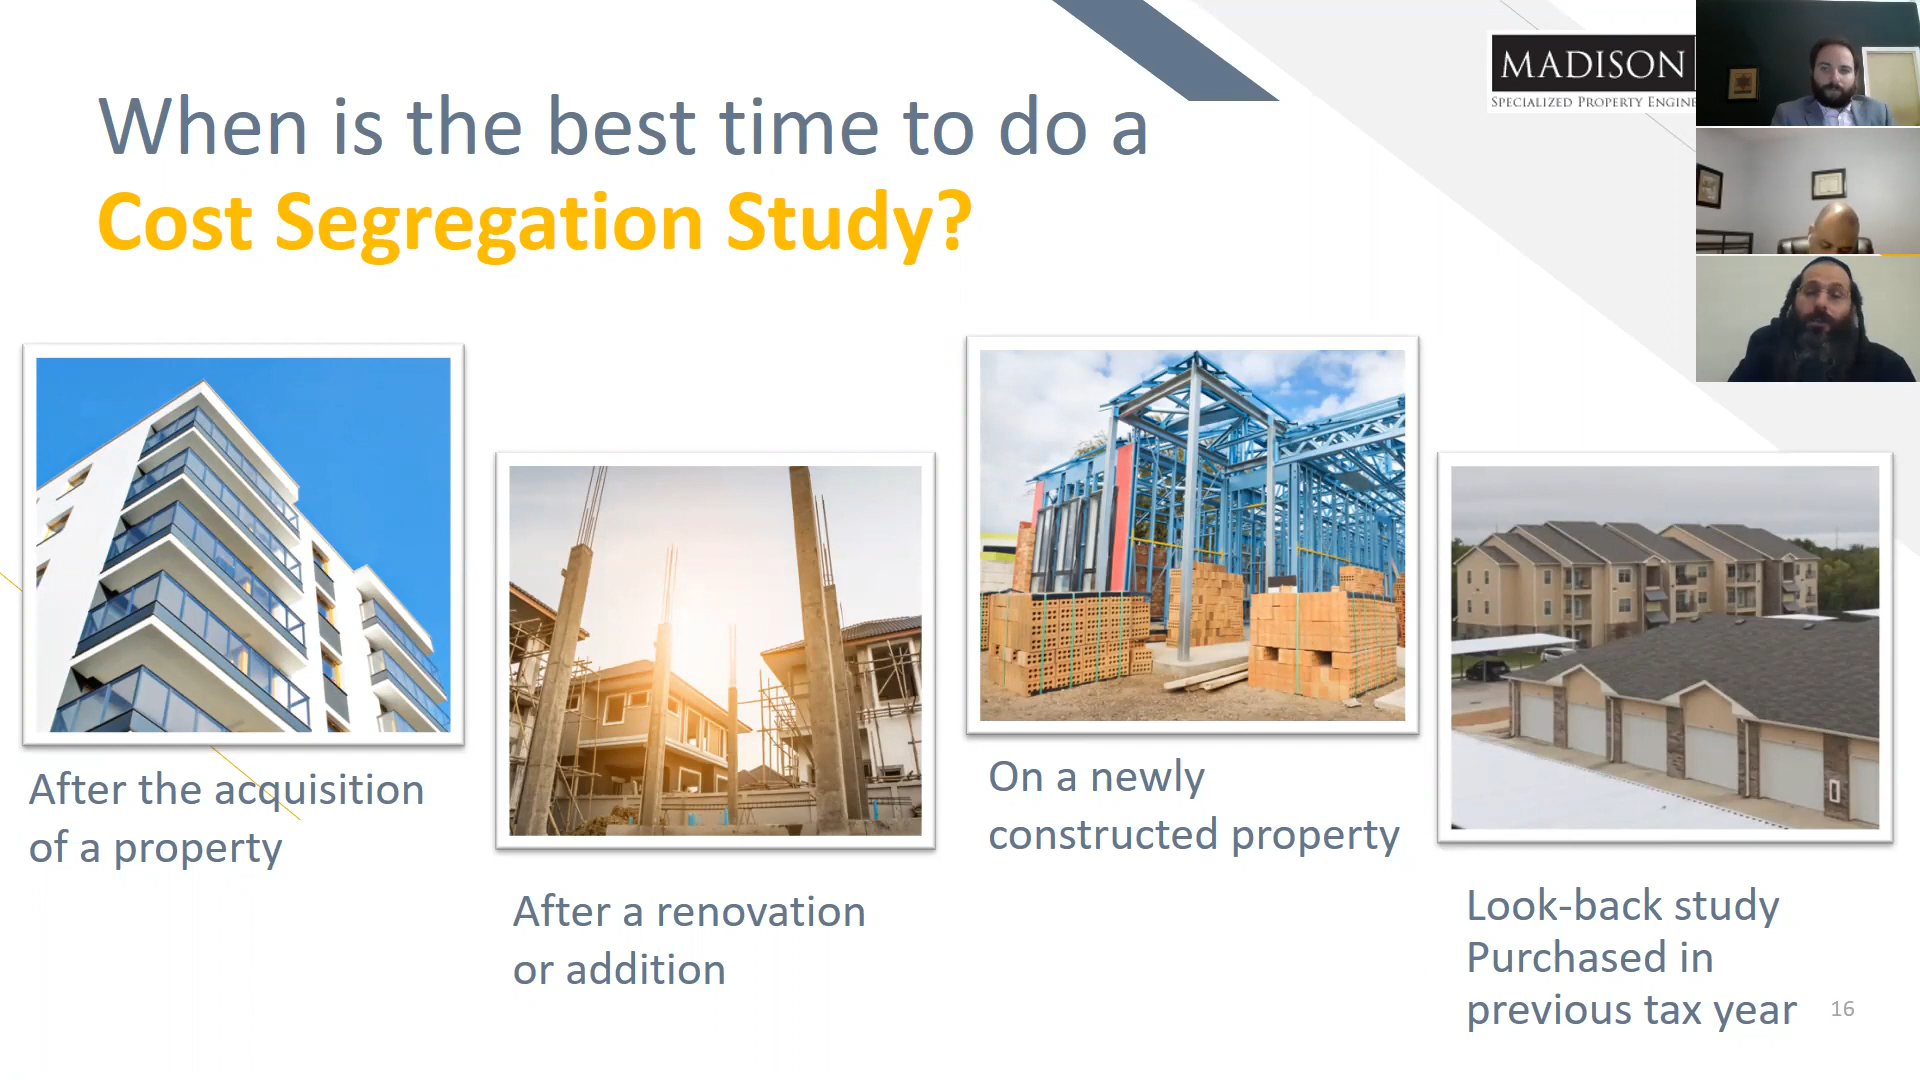 When is the best time to do a
Cost Segregation Study?
MADISON
SPECIALIZED PROPERTY ENGINE
After the acquisition
of a property
After a renovation
or addition
On a newly
constructed property
Look-back study
Purchased in
previous tax year
16